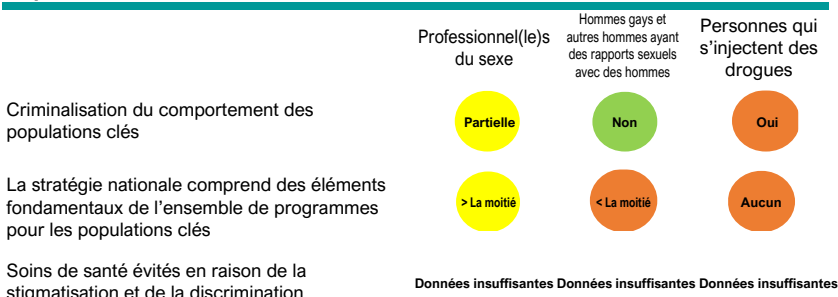 Professionnel(le)s
du sexe
Hommes gays et
autres hommes ayant
des rapports sexuels
avec des hommes
Personnes qui
s'injectent des
drogues
Criminalisation du comportement des
populations clés
Partielle
Non
Oui
La stratégie nationale comprend des éléments
fondamentaux de l'ensemble de programmes
pour les populations clés
> La moitié
< La moitié
Aucun
Soins de santé évités en raison de la
stigmatisation et de la discrimination
Données insuffisantes Données insuffisantes Données insuffisantes